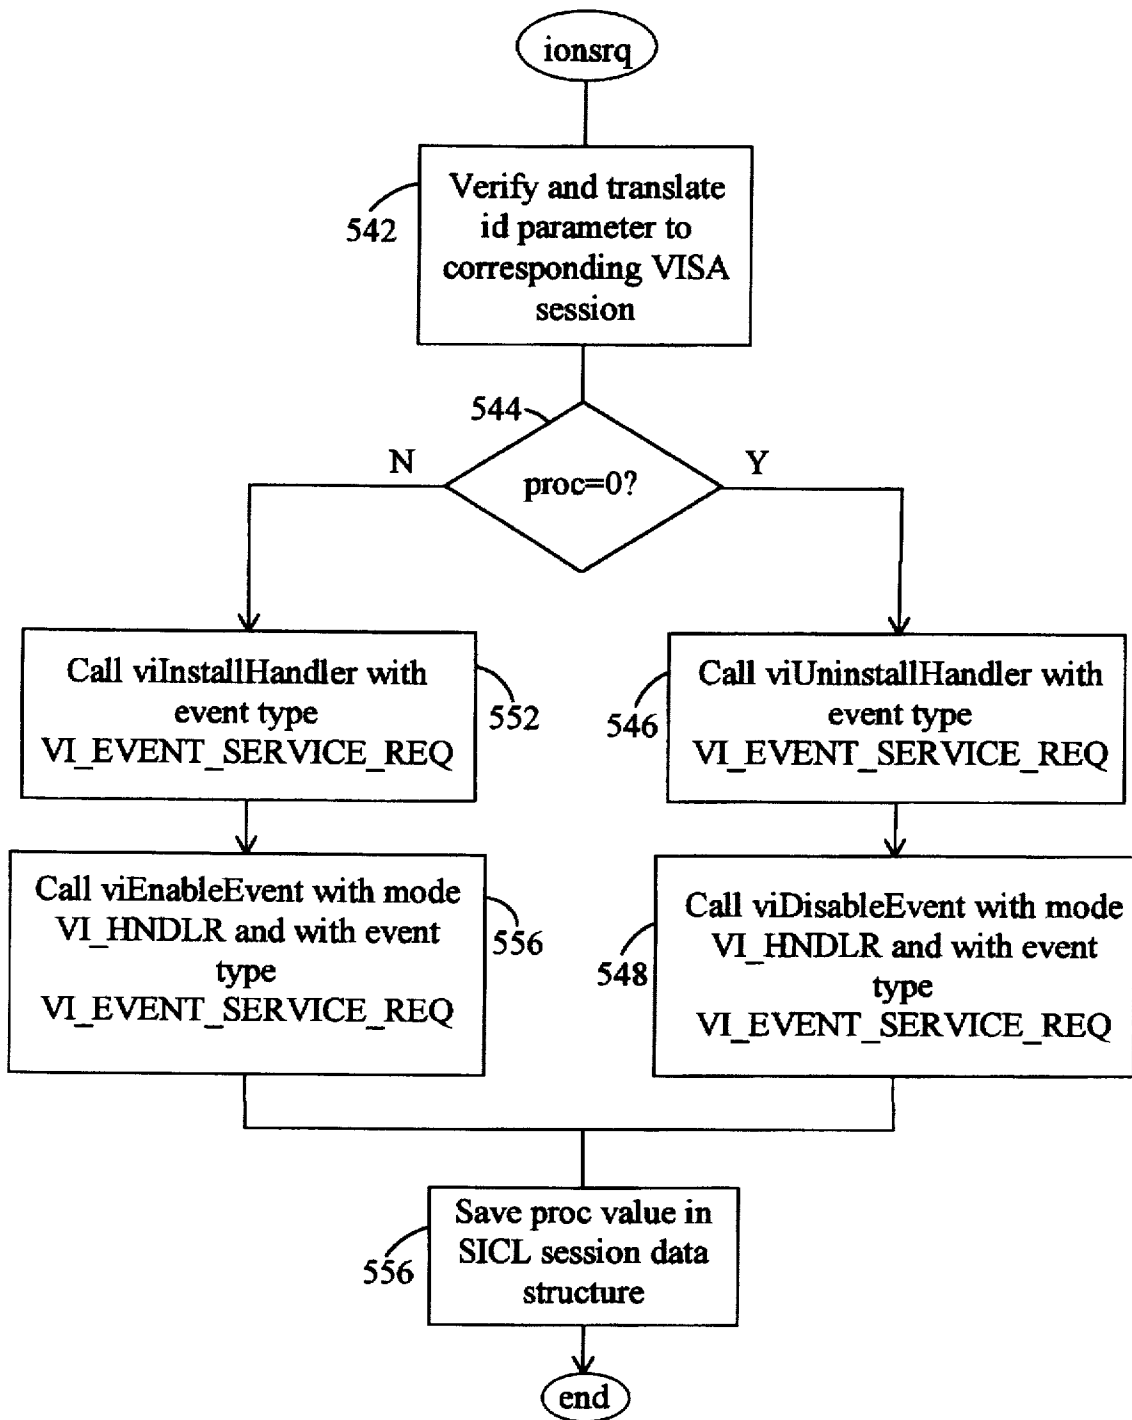 ionsrq
Verify and translate
id parameter to
corresponding VISA
session
542
544
N
proc=0?
Y
Call viInstallHandler with
event type
VI_EVENT_SERVICE_REQ
552
Call viUninstallHandler with
event type
VI_EVENT_SERVICE_REQ
546
Call viEnableEvent with mode
VI_HNDLR and with event
type
VI_EVENT_SERVICE_REQ
556
Call viDisableEvent with mode
VI_HNDLR and with event
type
VI_EVENT_SERVICE_REQ
548
Save proc value in
SICL session data
structure
556
end